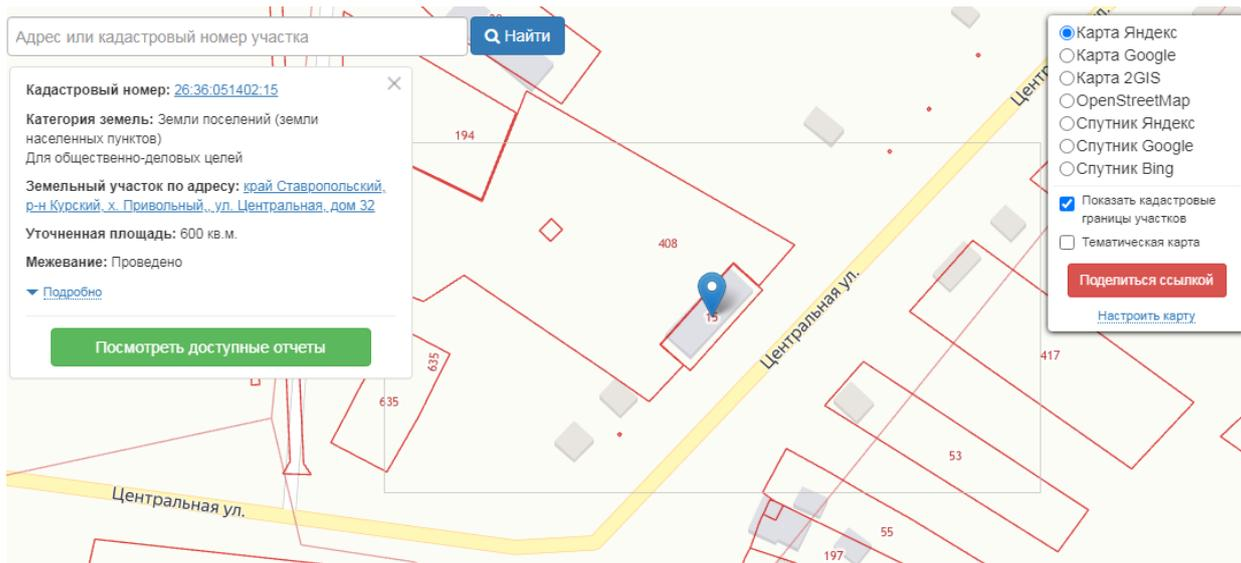 Адрес или кадастровый номер участка
Найти
Кадастровый номер: 26:36:051402:15
Категория земель: Земли поселений (земли
населенных пунктов)
Для общественно-деловых целей
Земельный участок по адресу: край Ставропольский,
р-н Курский, х. Привольный,, ул. Центральная, дом 32
Уточненная площадь: 600 кв.м.
Межевание: Проведено
Подробно
Посмотреть доступные отчеты
Карта Яндекс
Карта Google
Карта 2GIS
OpenStreetMap
Спутник Яндекс
Спутник Google
Спутник Bing
Показать кадастровые
границы участков
Тематическая карта
Поделиться ссылкой
Настроить карту
194
408
15
Центральная ул.
417
635
635
53
Центральная ул.
55
197